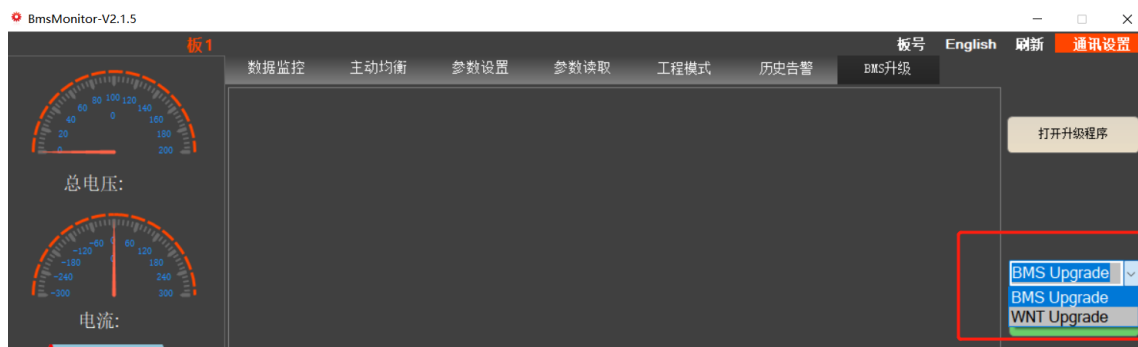 BmsMonitor-V2.1.5
板1
板号 English 刷新 通讯设置
数据监控 主动均衡 参数设置 参数读取 工程模式 历史告警 BMS升级
0 20 40 60 80 100 120 140 160 180 200
0
总电压:
打开升级程序
-300 -240 -180 -120 -60 0 60 120 180 240 300
0
电流:
BMS Upgrade
BMS Upgrade
WNT Upgrade